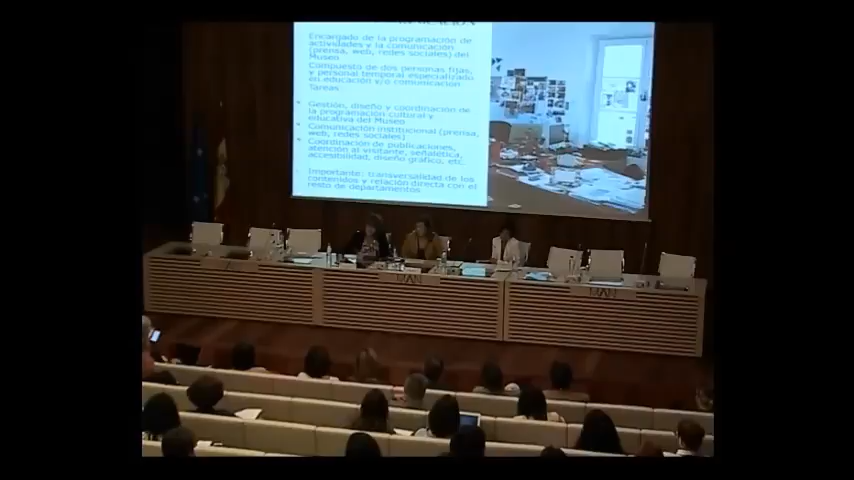 Encargado de la programación de
actividades y la comunicación
(prensa, web, redes sociales) del
Museo
Compuesto de dos personas fijas,
y personal temporal especializado
en educación y/o comunicación.
Tareas
Gestión, diseño y coordinación de
la programación cultural y
educativa del Museo
Comunicación institucional (prensa,
web, redes sociales)
Coordinación de publicaciones,
atención al visitante, señalética,
accesibilidad, diseño gráfico, etc.
Importante: transversalidad de los
contenidos y relación directa con el
resto de departamentos